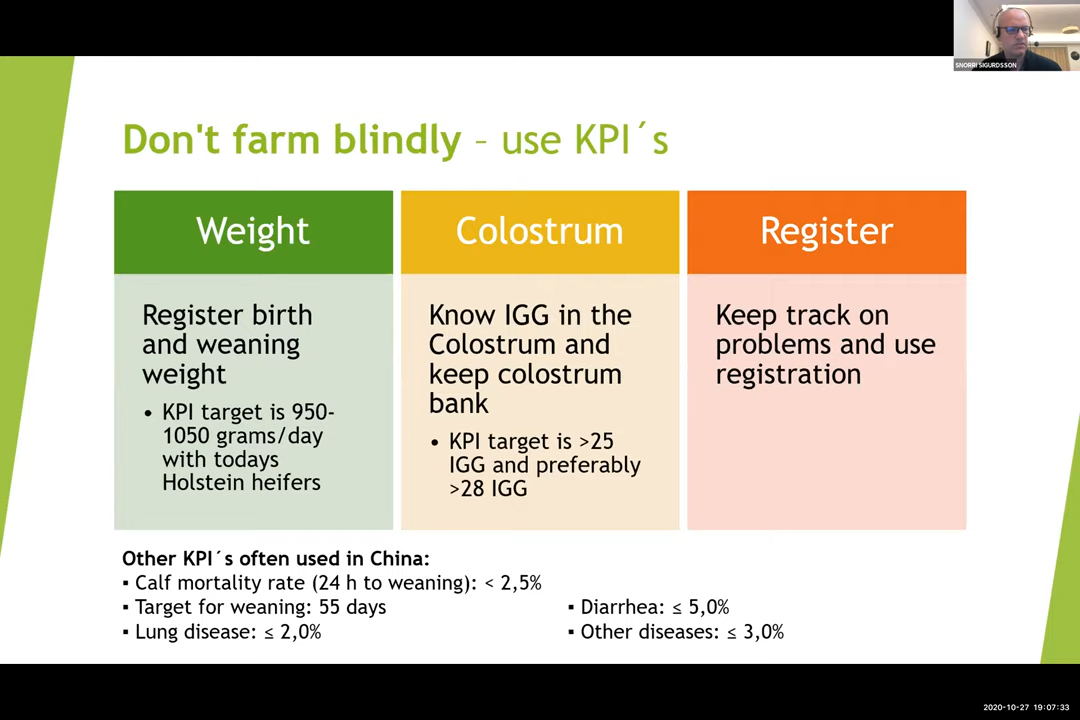 SNORRI SIGURDSSON
Don't farm blindly – use KPI´s
Weight
Register birth
and weaning
weight
• KPI target is 950-
1050 grams/day
with todays
Holstein heifers
Colostrum
Know IGG in the
Colostrum and
keep colostrum
bank
• KPI target is >25
IGG and preferably
>28 IGG
Register
Keep track on
problems and use
registration
Other KPI´s often used in China:
▪ Calf mortality rate (24 h to weaning): < 2,5%
▪ Target for weaning: 55 days
▪ Lung disease: ≤ 2,0%
▪ Diarrhea: ≤ 5,0%
▪ Other diseases: ≤ 3,0%
2020-10-27 19:07:33